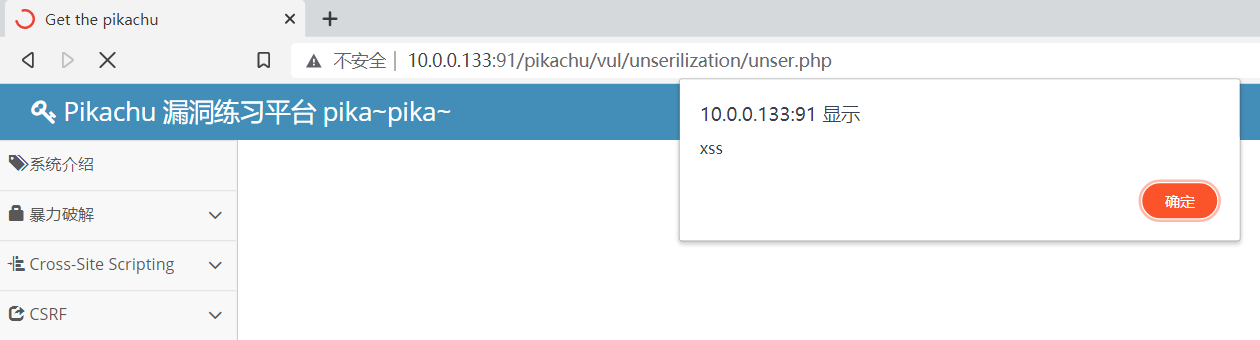 Get the pikachu
不安全 10.0.0.133:91/pikachu/vul/unserilization/unser.php
Pikachu 漏洞练习平台 pika~pika~
10.0.0.133:91 显示
xss
确定
系统介绍
暴力破解
Cross-Site Scripting
CSRF